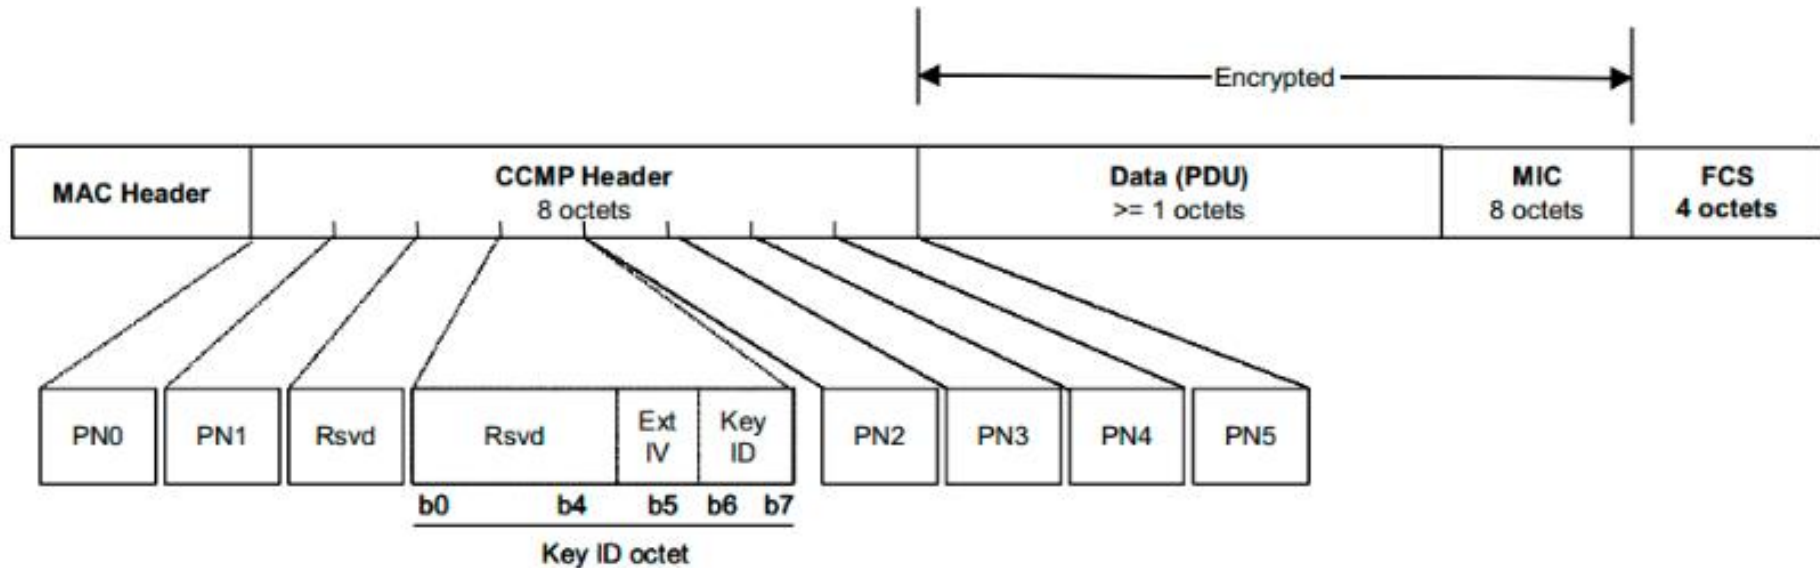 Encrypted
MAC Header
CCMP Header
8 octets
Data (PDU)
>= 1 octets
MIC
8 octets
FCS
4 octets
PN0
PN1
Rsvd
Rsvd
Ext
IV
Key
ID
PN2
PN3
PN4
PN5
b0 b4 b5 b6 b7
Key ID octet